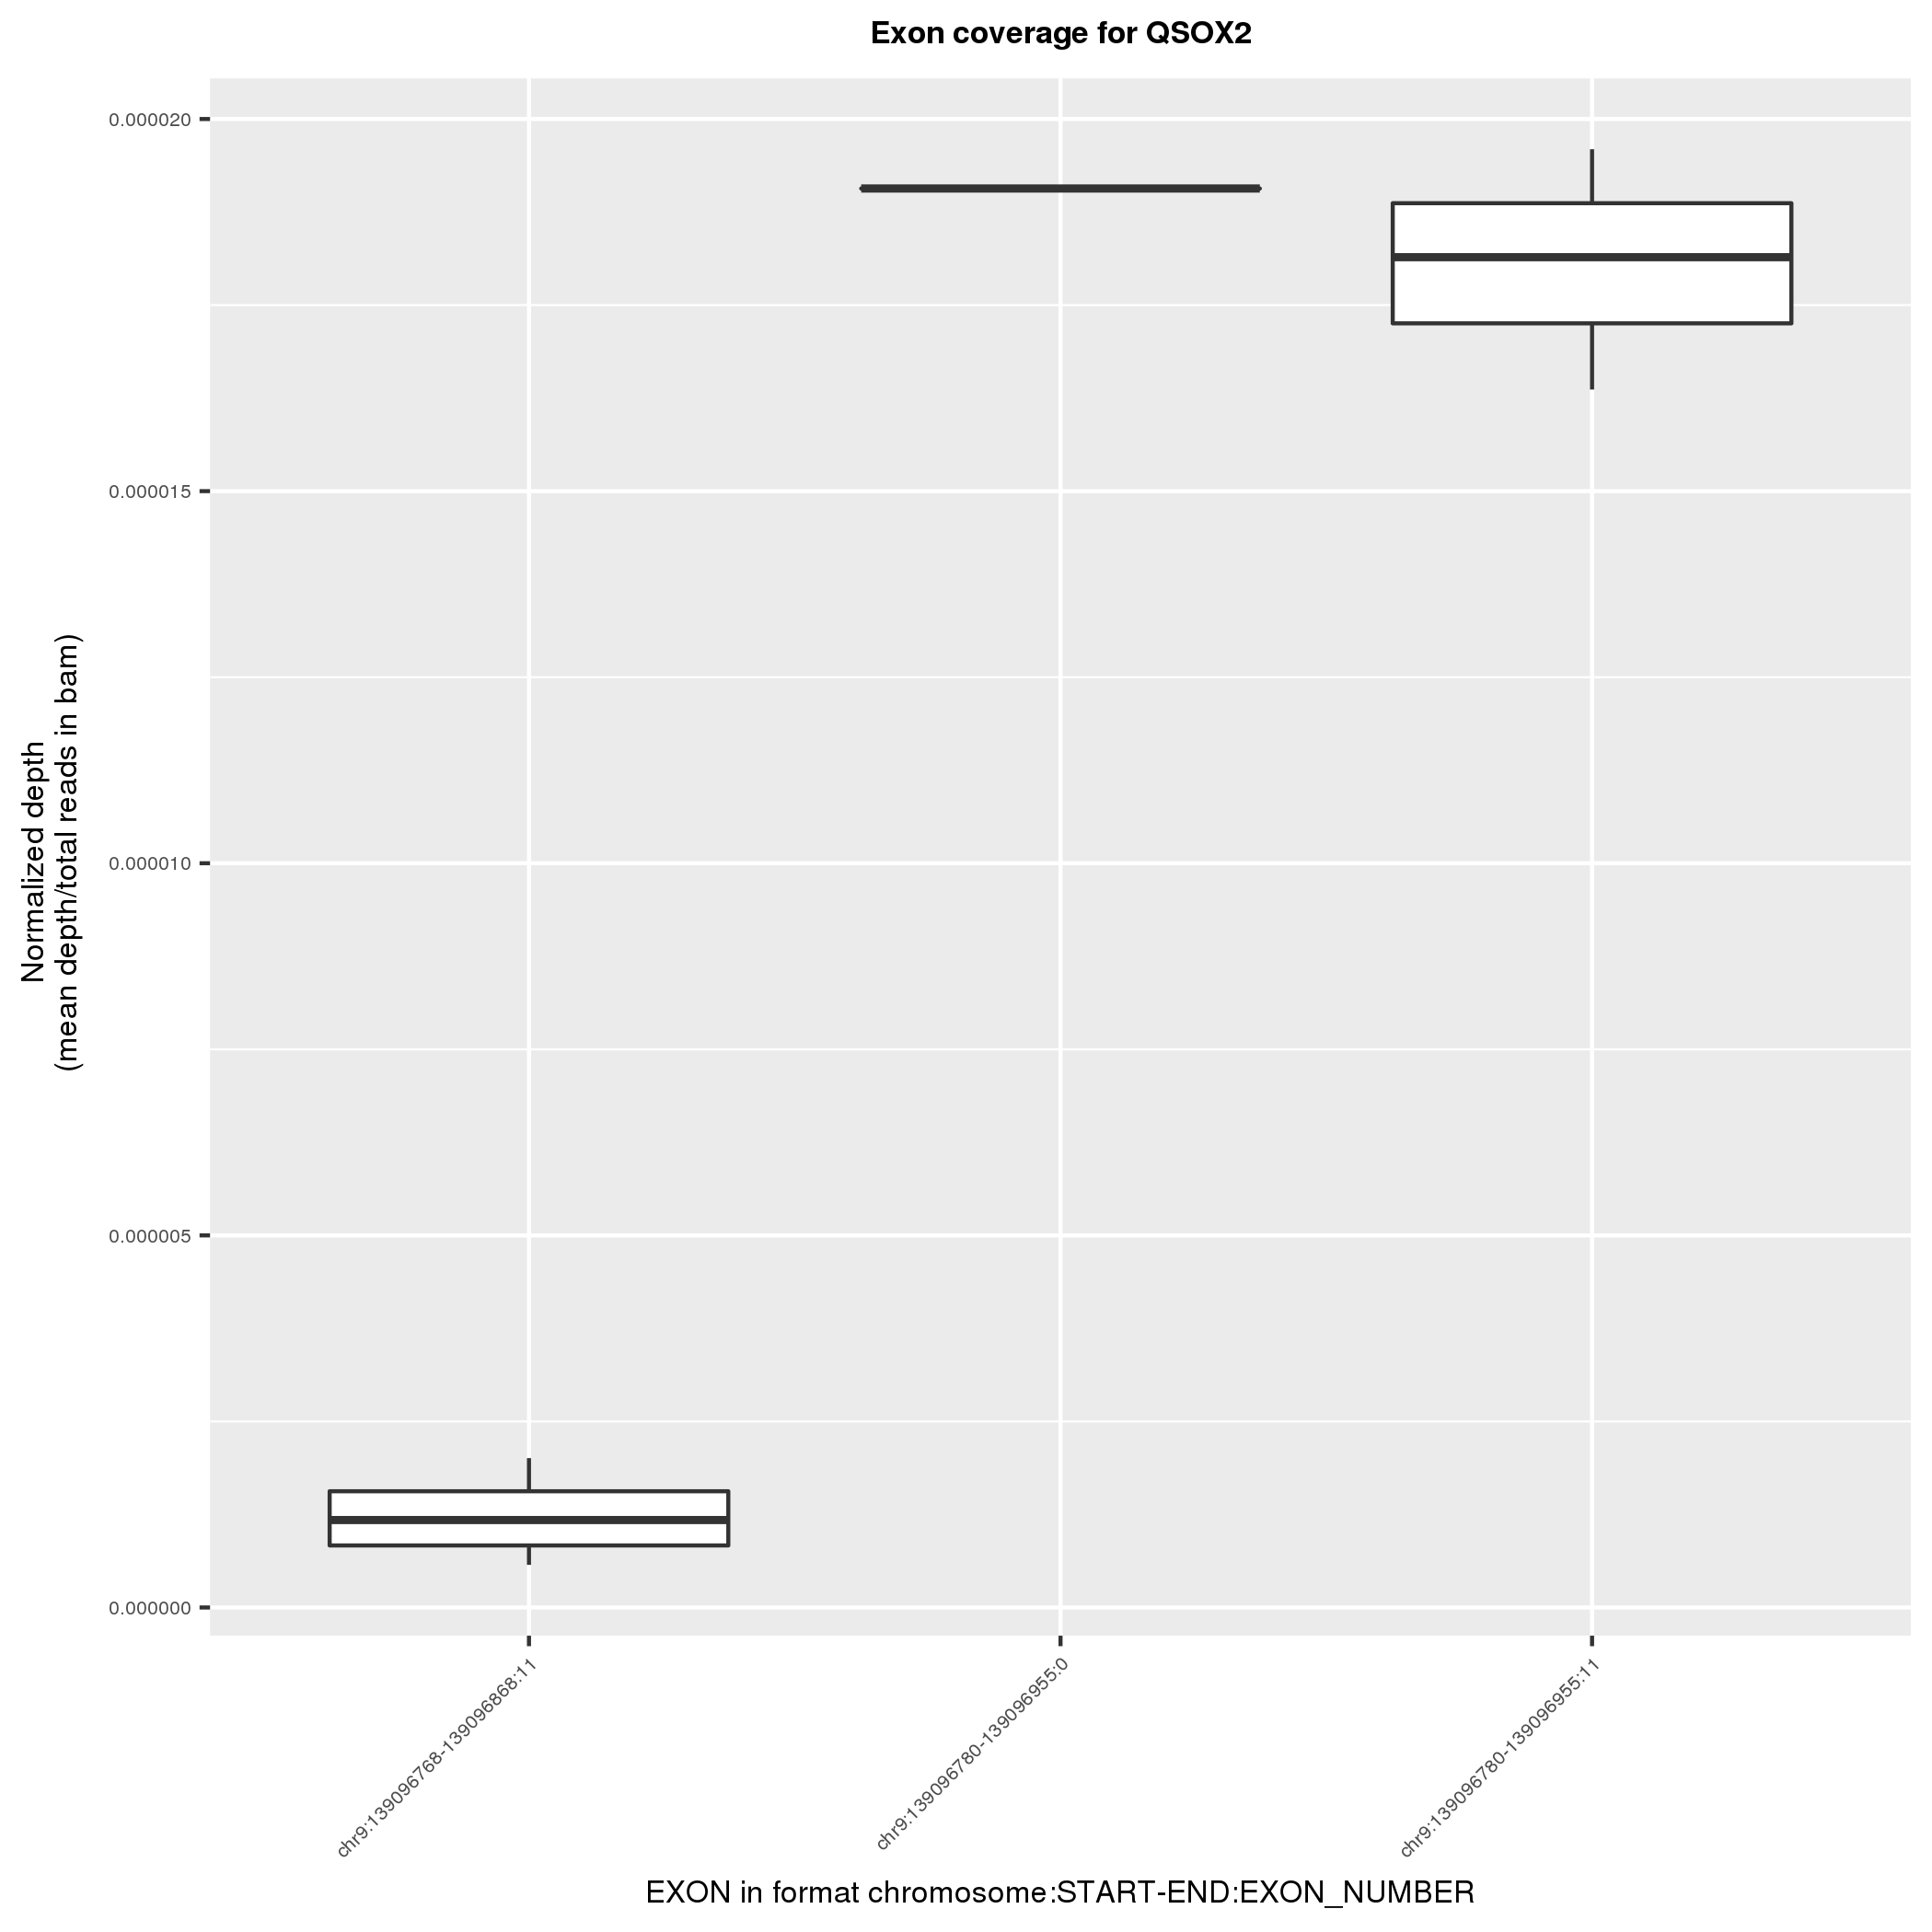 Exon coverage for QSOX2
Normalized depth
(mean depth/total reads in bam)
0.000020
0.000015
0.000010
0.000005
0.000000
chr9:139096768-139096868:11
chr9:139096780-139096955:0
chr9:139096780-139096955:11
EXON in format chromosome:START-END:EXON_NUMBER